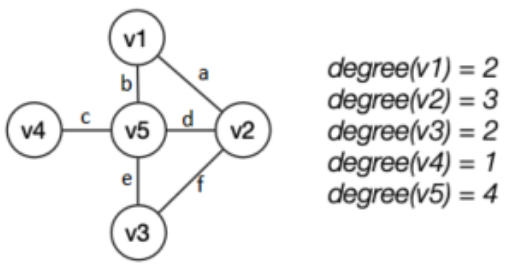 v1
b
a
v4
c
v5
d
v2
e
f
v3
degree(v1) = 2
degree(v2) = 3
degree(v3) = 2
degree(v4) = 1
degree(v5) = 4